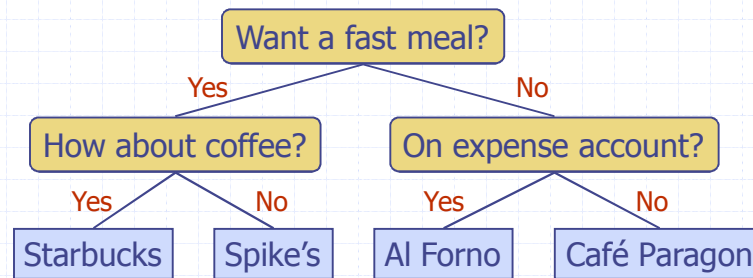 Want a fast meal?
Yes
No
How about coffee?
On expense account?
Yes
No
Yes
No
Starbucks
Spike’s
Al Forno
Café Paragon